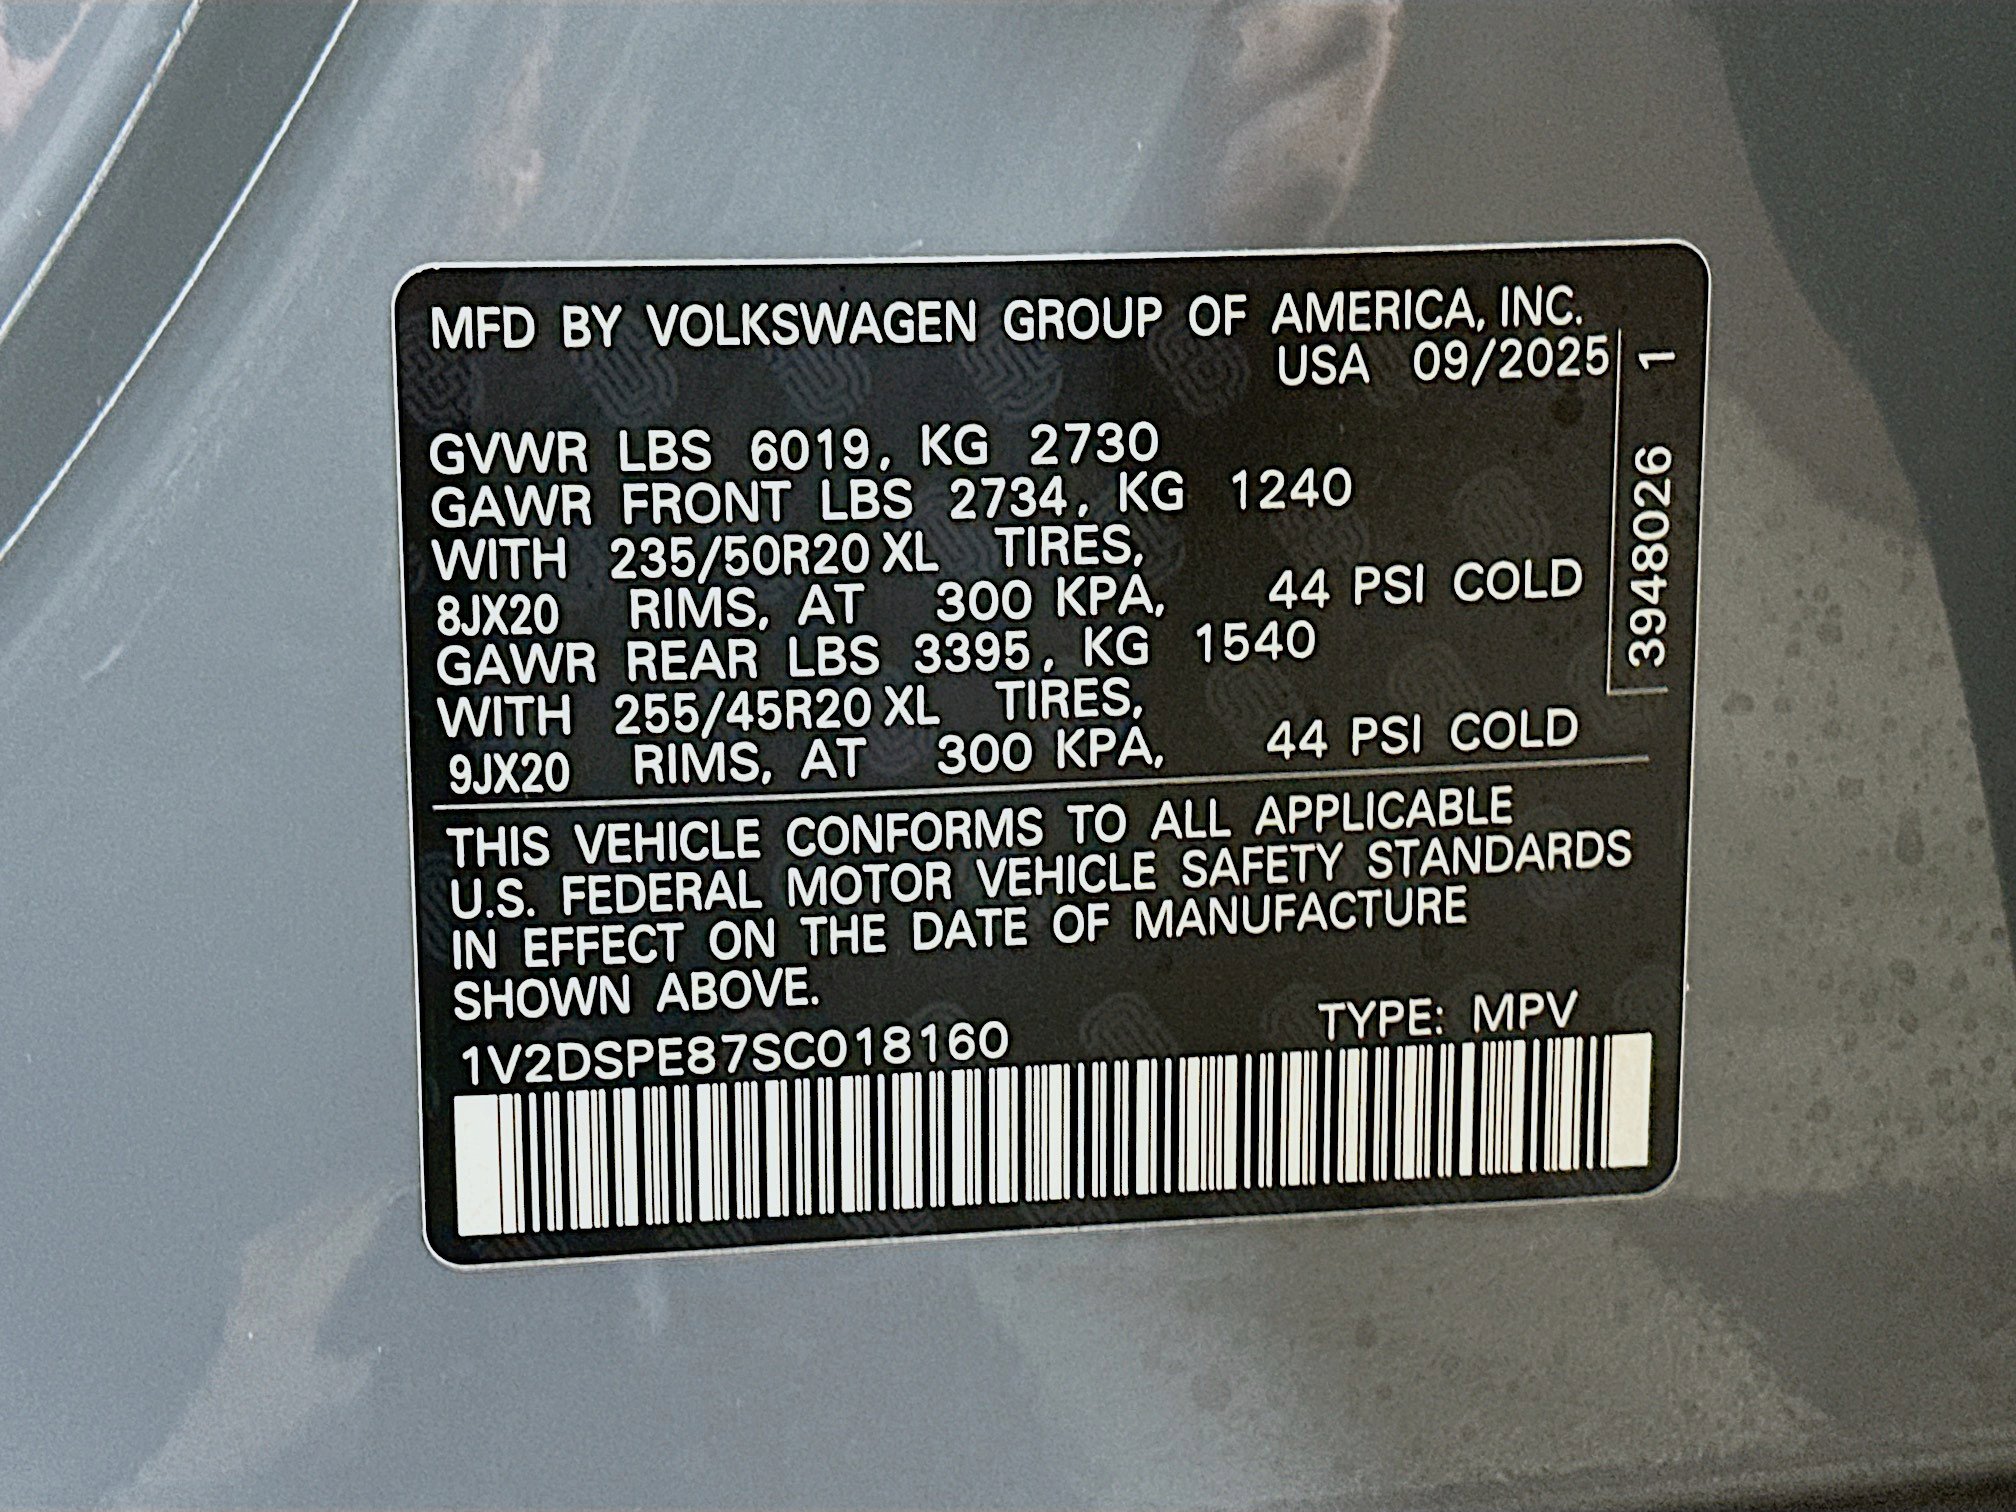 MFD BY VOLKSWAGEN GROUP OF AMERICA, INC.
USA 09/2025
GVWR LBS 6019, KG 2730
GAWR FRONT LBS 2734, KG 1240
WITH 235/50R20 XL TIRES,
8JX20 RIMS, AT 300 KPA, 44 PSI COLD
GAWR REAR LBS 3395, KG 1540
WITH 255/45R20 XL TIRES,
9JX20 RIMS, AT 300 KPA, 44 PSI COLD
3948026 1
THIS VEHICLE CONFORMS TO ALL APPLICABLE
U.S. FEDERAL MOTOR VEHICLE SAFETY STANDARDS
IN EFFECT ON THE DATE OF MANUFACTURE
SHOWN ABOVE.
1V2DSPE87SC018160 TYPE: MPV